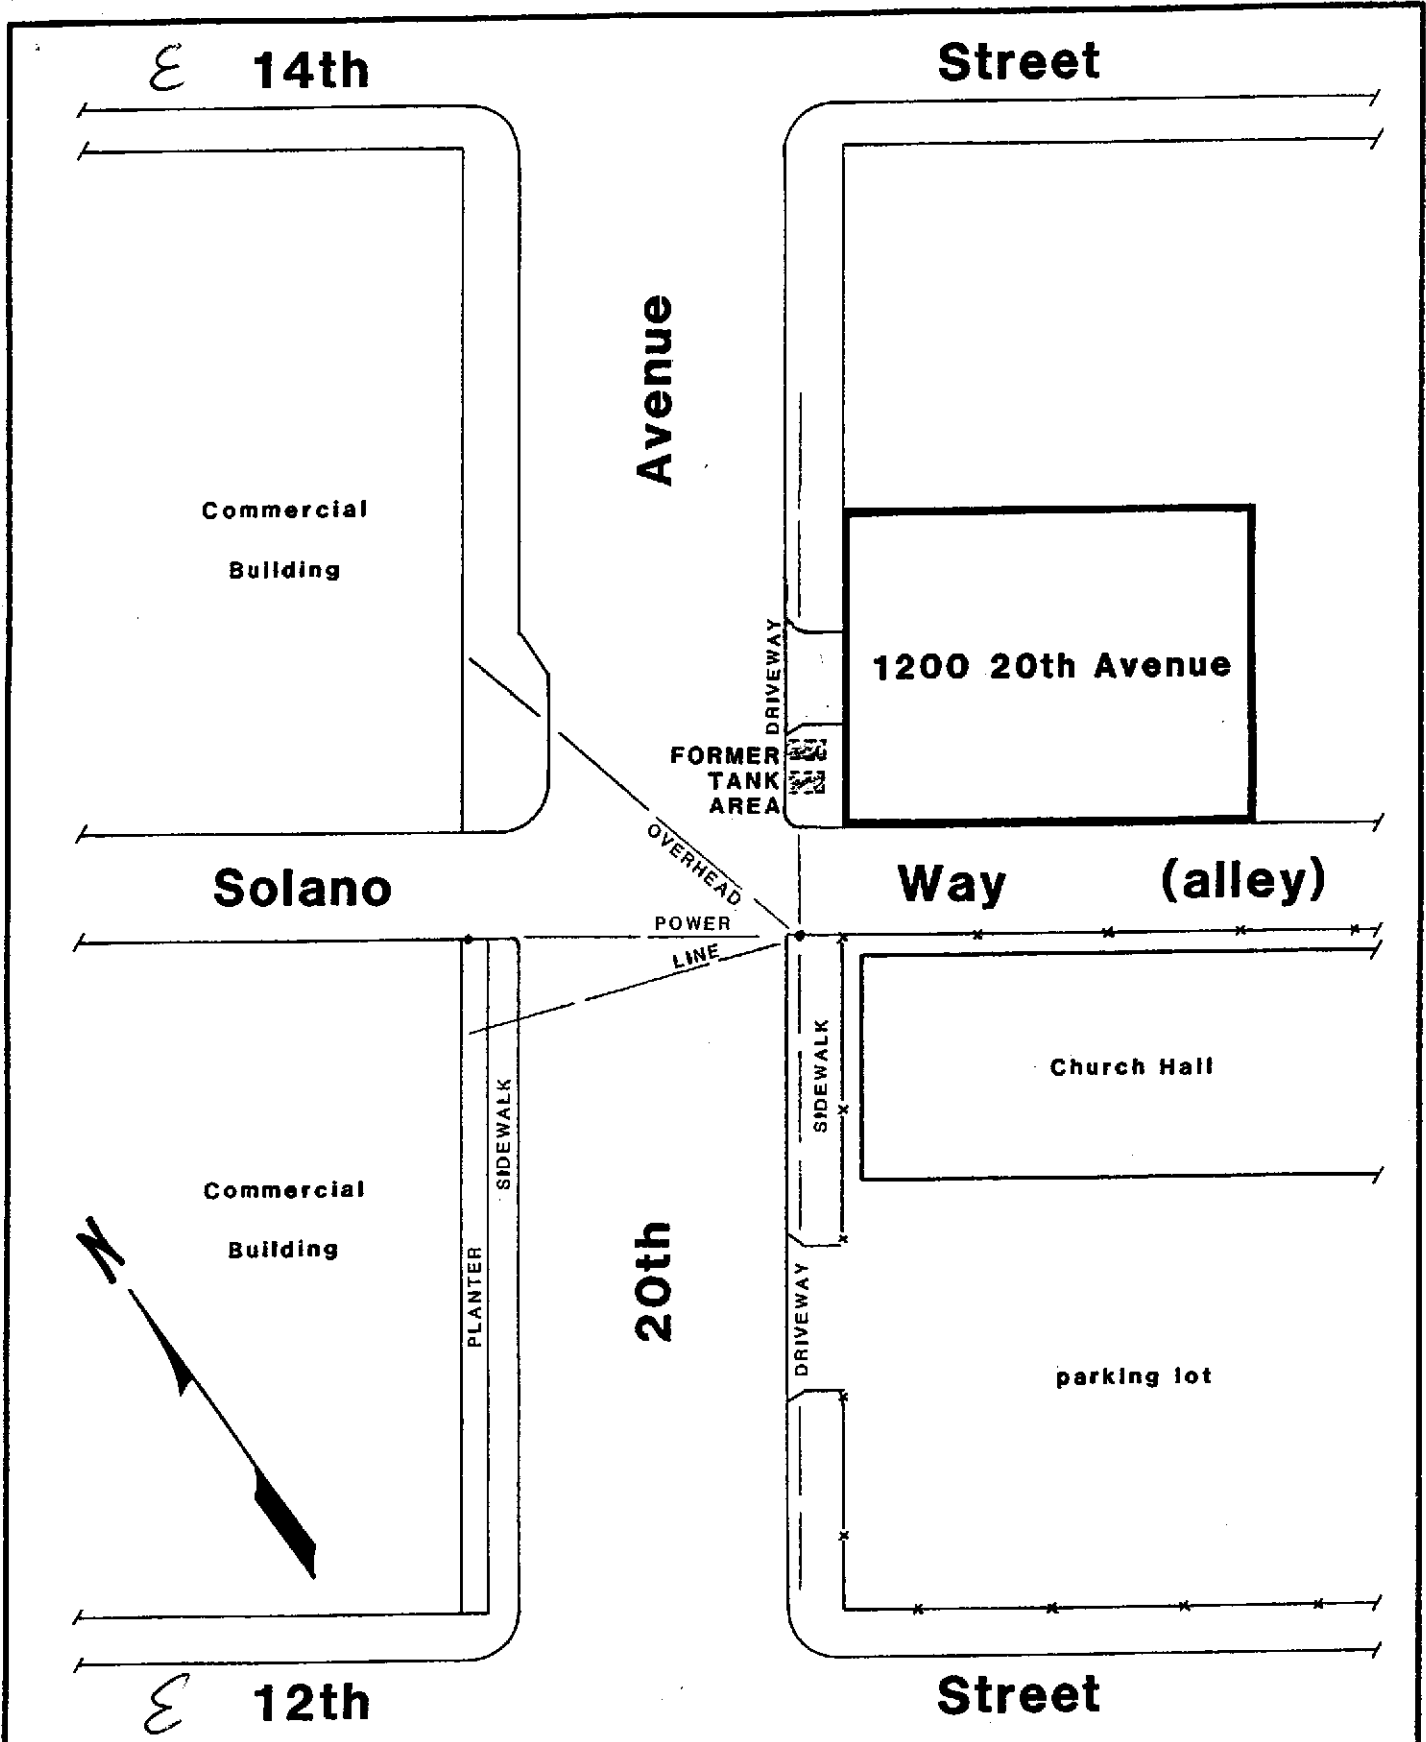 E 14th Street
Avenue
Commercial
Building
DRIVEWAY
1200 20th Avenue
FORMER
TANK
AREA
OVERHEAD
Solano Way (alley)
POWER
LINE
SIDEWALK
Church Hall
SIDEWALK
Commercial
Building
N
PLANTER
20th
DRIVEWAY
parking lot
E 12th Street